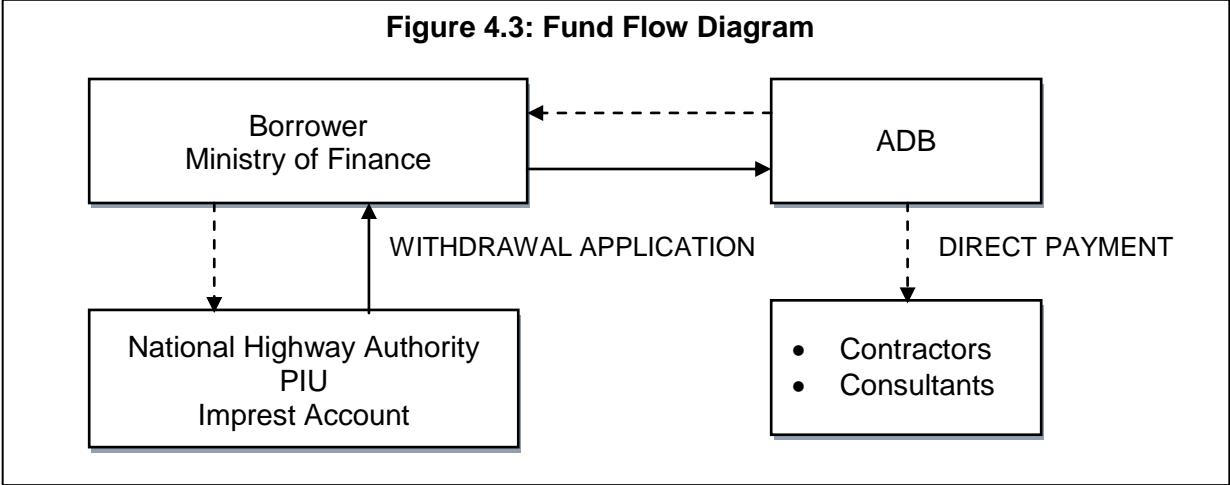 Figure 4.3: Fund Flow Diagram
Borrower
Ministry of Finance
ADB
WITHDRAWAL APPLICATION
DIRECT PAYMENT
National Highway Authority
PIU
Imprest Account
• Contractors
• Consultants